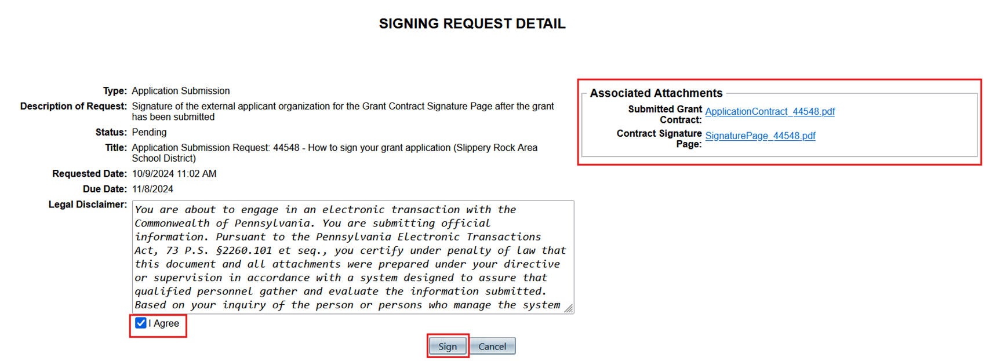 SIGNING REQUEST DETAIL
Type: Application Submission
Description of Request: Signature of the external applicant organization for the Grant Contract Signature Page after the grant
has been submitted
Status: Pending
Title: Application Submission Request: 44548 - How to sign your grant application (Slippery Rock Area
School District)
Requested Date: 10/9/2024 11:02 AM
Due Date: 11/8/2024
Legal Disclaimer:
You are about to engage in an electronic transaction with the
Commonwealth of Pennsylvania. You are submitting official
information. Pursuant to the Pennsylvania Electronic Transactions
Act, 73 P.S. §2260.101 et seq., you certify under penalty of law that
this document and all attachments were prepared under your directive
or supervision in accordance with a system designed to assure that
qualified personnel gather and evaluate the information submitted.
Based on your inquiry of the person or persons who manage the system
I Agree
Sign Cancel
Associated Attachments
Submitted Grant
Contract: ApplicationContract_44548.pdf
Contract Signature
Page: SignaturePage_44548.pdf